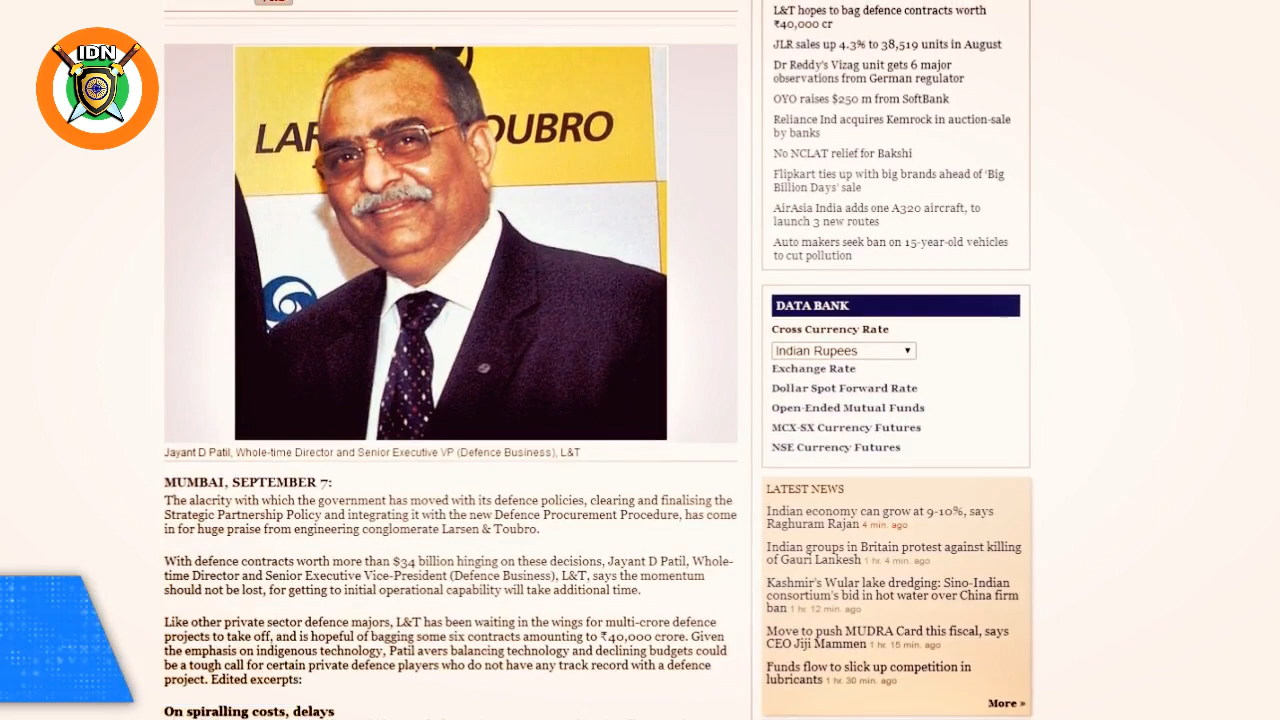 IDN
LAR
OUBRO
Jayant D Patil, Whole-time Director and Senior Executive VP (Defence Business), L&T
MUMBAI, SEPTEMBER 7:
The alacrity with which the government has moved with its defence policies, clearing and finalising the
Strategic Partnership Policy and integrating it with the new Defence Procurement Procedure, has come
in for huge praise from engineering conglomerate Larsen & Toubro.
With defence contracts worth more than $34 billion hinging on these decisions, Jayant D Patil, Whole-
time Director and Senior Executive Vice-President (Defence Business), L&T, says the momentum
should not be lost, for getting to initial operational capability will take additional time.
Like other private sector defence majors, L&T has been waiting in the wings for multi-crore defence
projects to take off, and is hopeful of bagging some six contracts amounting to ₹40,000 crore. Given
the emphasis on indigenous technology, Patil avers balancing technology and declining budgets could
be a tough call for certain private defence players who do not have any track record with a defence
project. Edited excerpts:
On spiralling costs, delays
L&T hopes to bag defence contracts worth
₹40,000 cr
JLR sales up 4.3% to 38,519 units in August
Dr Reddy's Vizag unit gets 6 major
observations from German regulator
OYO raises $250 m from SoftBank
Reliance Ind acquires Kemrock in auction-sale
by banks
No NCLAT relief for Bakshi
Flipkart ties up with big brands ahead of 'Big
Billion Days' sale
AirAsia India adds one A320 aircraft, to
launch 3 new routes
Auto makers seek ban on 15-year-old vehicles
to cut pollution
DATA BANK
Cross Currency Rate
Indian Rupees
Exchange Rate
Dollar Spot Forward Rate
Open-Ended Mutual Funds
MCX-SX Currency Futures
NSE Currency Futures
LATEST NEWS
Indian economy can grow at 9-10%, says
Raghuram Rajan 4 min. ago
Indian groups in Britain protest against killing
of Gauri Lankesh 1 hr. 4 min. ago
Kashmir's Wular lake dredging: Sino-Indian
consortium's bid in hot water over China firm
ban 1 hr. 12 min. ago
Move to push MUDRA Card this fiscal, says
CEO Jiji Mammen 1 hr. 15 min. ago
Funds flow to slick up competition in
lubricants 1 hr. 30 min. ago
More »